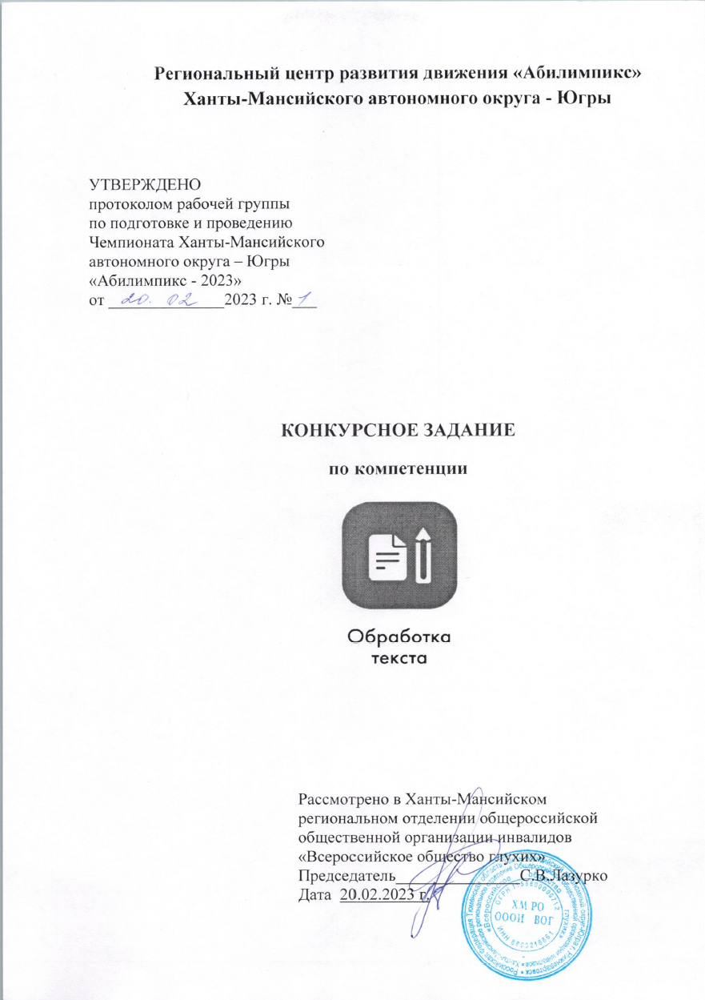 Региональный центр развития движения «Абилимпикс»
Ханты-Мансийского автономного округа - Югры
УТВЕРЖДЕНО
протоколом рабочей группы
по подготовке и проведению
Чемпионата Ханты-Мансийского
автономного округа – Югры
«Абилимпикс - 2023»
от 20. 02 2023 г. № 1
КОНКУРСНОЕ ЗАДАНИЕ
по компетенции
Обработка
текста
Рассмотрено в Ханты-Мансийском
региональном отделении общероссийской
общественной организации инвалидов
«Всероссийское общество глухих»
Председатель С.В.Лазурко
Дата 20.02.2023 г.
ХМ РО
ОООИ ВОГ